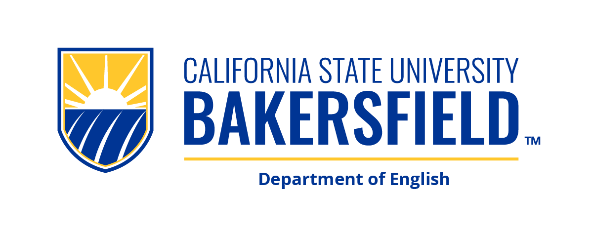 CALIFORNIA STATE UNIVERSITY
BAKERSFIELD™
Department of English